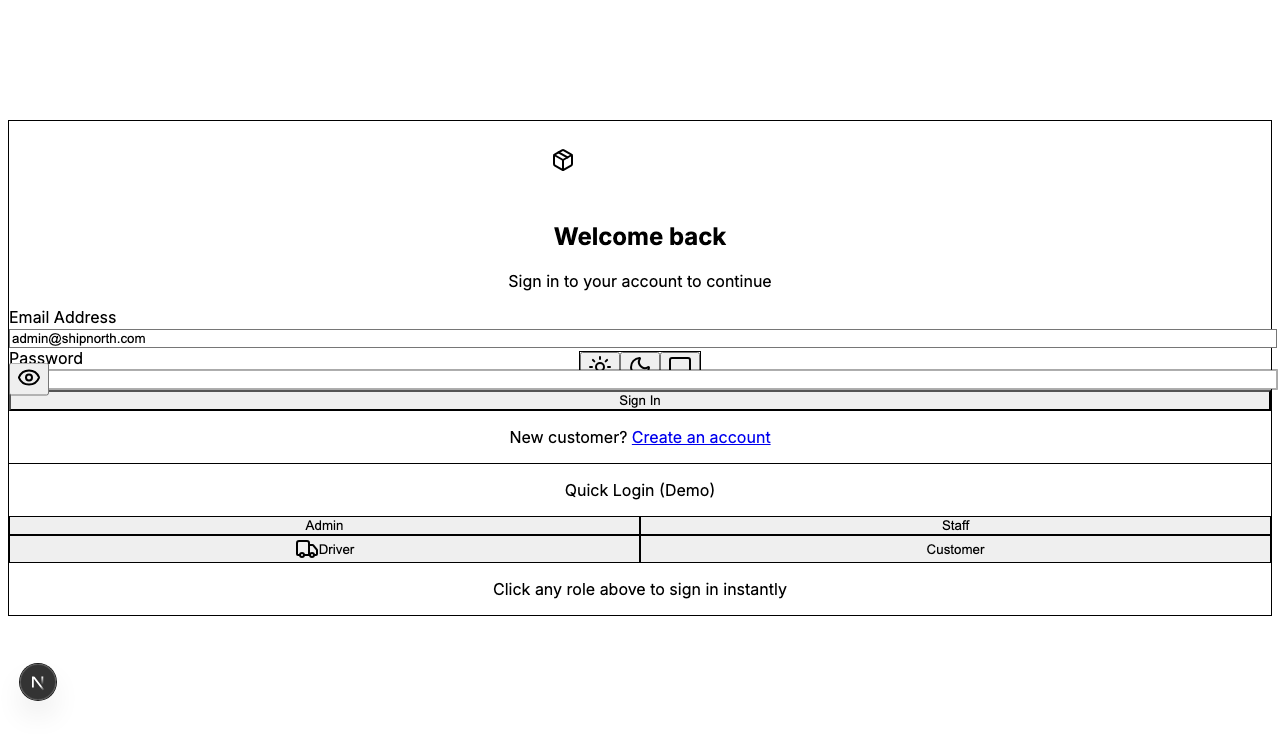 Welcome back
Sign in to your account to continue
Email Address
admin@shipnorth.com
Password
Sign In
New customer? Create an account
Quick Login (Demo)
Admin
Staff
Driver
Customer
Click any role above to sign in instantly
N